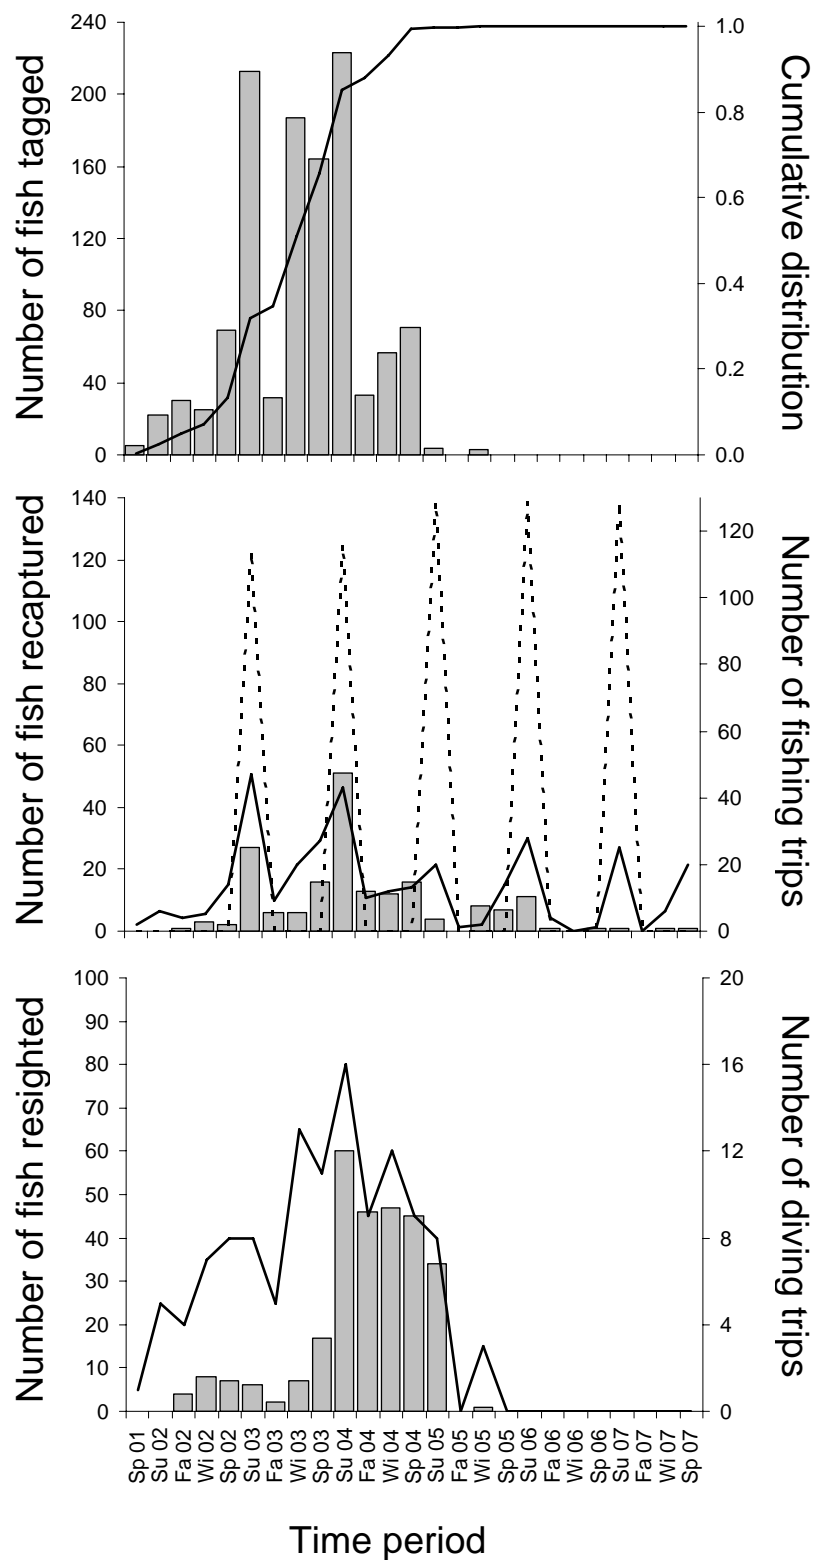 Number of fish tagged
240
200
160
120
80
40
0
1.0
0.8
0.6
0.4
0.2
0.0
Cumulative distribution
Number of fish recaptured
140
120
100
80
60
40
20
0
120
100
80
60
40
20
0
Number of fishing trips
Number of fish resighted
100
90
80
70
60
50
40
30
20
10
0
20
16
12
8
4
0
Number of diving trips
Sp 01
Su 02
Fa 02
Wi 02
Sp 02
Su 03
Fa 03
Wi 03
Sp 03
Su 04
Fa 04
Wi 04
Sp 04
Su 05
Fa 05
Wi 05
Sp 05
Su 06
Fa 06
Wi 06
Sp 06
Su 07
Fa 07
Wi 07
Sp 07
Time period